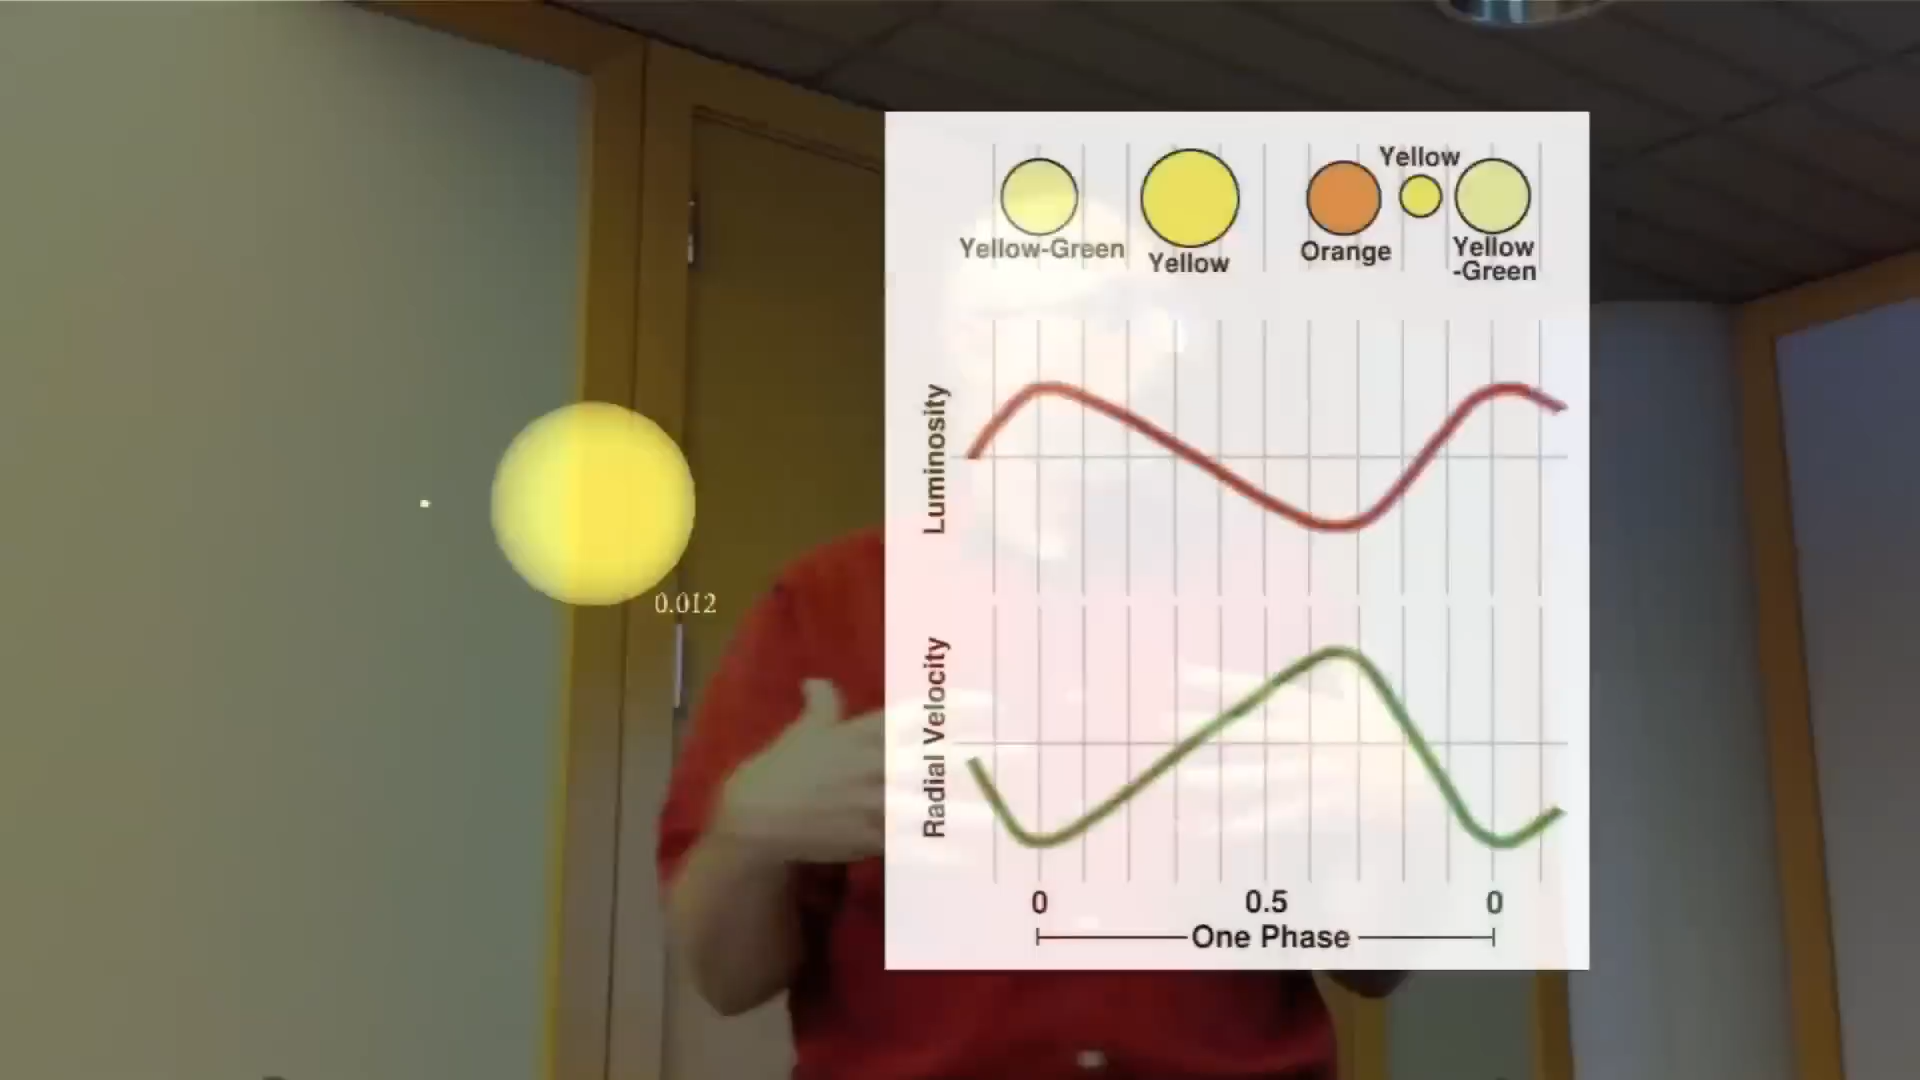 Yellow
Yellow-Green
Yellow
Orange
Yellow
-Green
Luminosity
0.012
Radial Velocity
0
0.5
0
One Phase